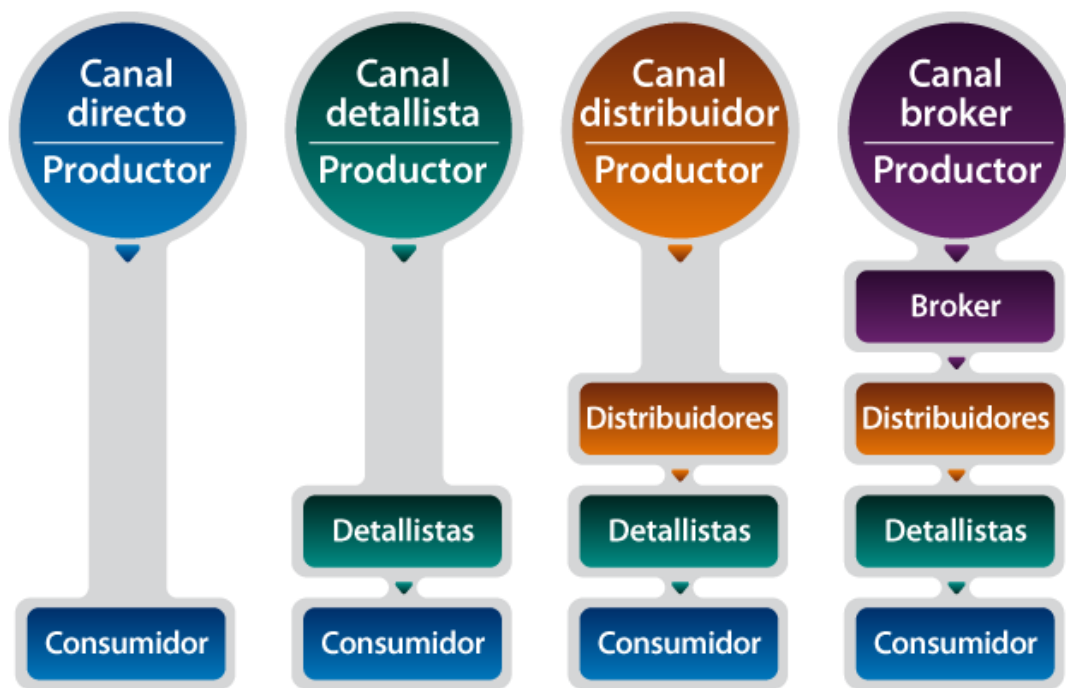 Canal
directo
Productor
Consumidor
Canal
detallista
Productor
Detallistas
Consumidor
Canal
distribuidor
Productor
Distribuidores
Detallistas
Consumidor
Canal
broker
Productor
Broker
Distribuidores
Detallistas
Consumidor